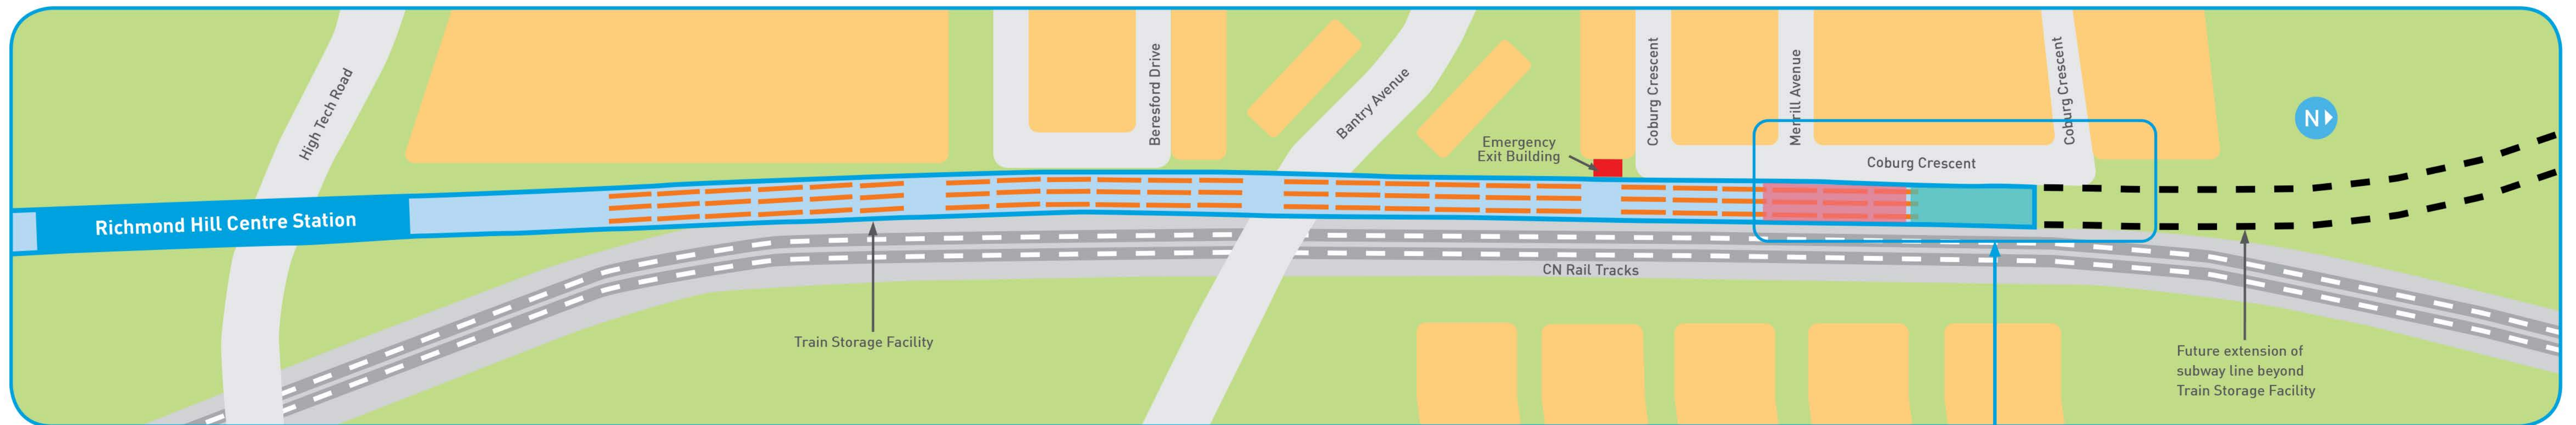 High Tech Road
Beresford Drive
Bantry Avenue
Emergency
Exit Building
Coburg Crescent
Merrill Avenue
Coburg Crescent
Coburg Crescent
N
Richmond Hill Centre Station
CN Rail Tracks
Train Storage Facility
Future extension of
subway line beyond
Train Storage Facility